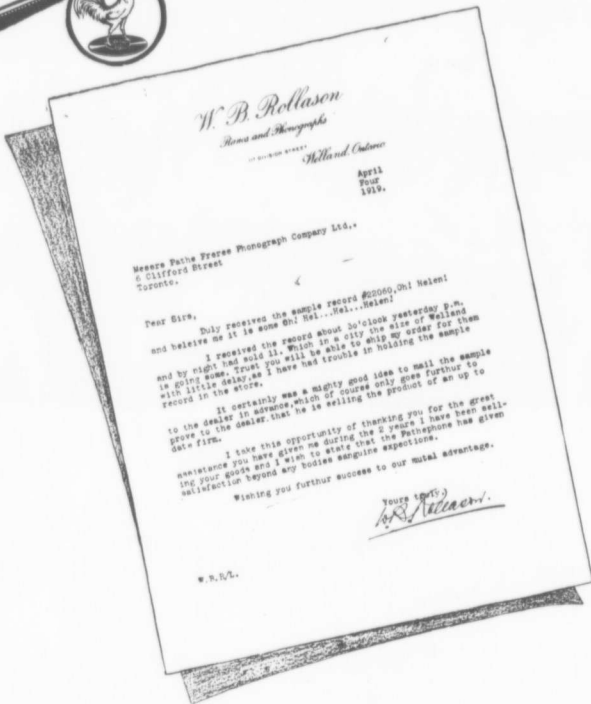 W. B. Rollason
Pianos and Phonographs
DIVISION STREET
Welland, Ontario
April
Four
1919.
Messrs Pathe Freres Phonograph Company Ltd,.
6 Clifford Street
Toronto.
Dear Sirs,
Duly received the sample record #22060, Oh! Helen!
and beleive me it is some Oh! Hel...Hel...Helen!
I received the record about 3o'clock yesterday p.m.
and by night had sold 11. Which in a city the size of Welland
is going some. Trust you will be able to ship my order for them
with little delay, as I have had trouble in holding the sample
record in the store.
It certainly was a mighty good idea to mail the sample
to the dealer in advance, which of course only goes furthur to
prove to the dealer that he is selling the product of an up to
date firm.
I take this opportunity of thanking you for the great
assistance you have given me during the 2 years I have been sell-
ing your goods and I wish to state that the Pathephone has given
satisfaction beyond any bodies sanguine expections.
Wishing you furthur success to our mutal advantage.
Yours truly,
W.B. Rollason.
W.B.R/L.